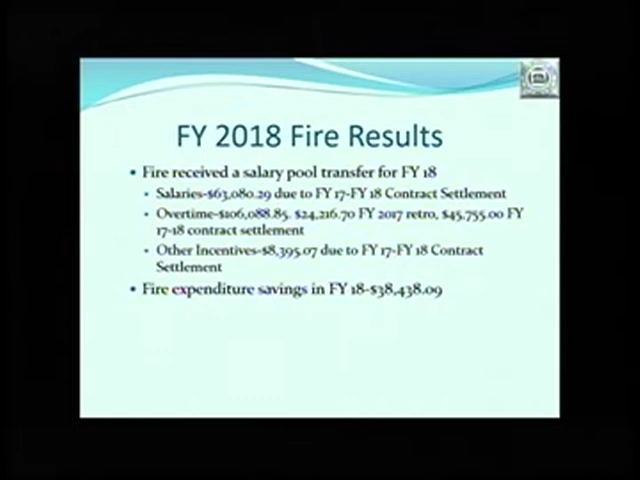 FY 2018 Fire Results
• Fire received a salary pool transfer for FY 18
• Salaries-$63,080.29 due to FY 17-FY 18 Contract Settlement
• Overtime-$106,088.85. $24,216.70 FY 2017 retro, $45,755.00 FY
17-18 contract settlement
• Other Incentives-$8,395.07 due to FY 17-FY 18 Contract
Settlement
• Fire expenditure savings in FY 18-$38,438.09